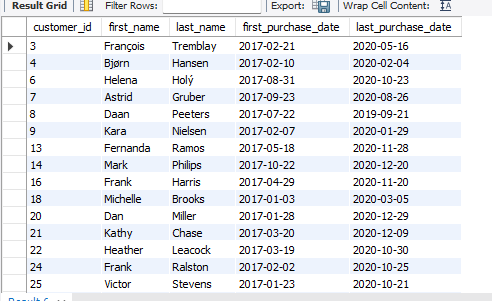 Result Grid Filter Rows: Export: Wrap Cell Content:
customer_id first_name last_name first_purchase_date last_purchase_date
3 François Tremblay 2017-02-21 2020-05-16
4 Bjørn Hansen 2017-02-10 2020-02-04
6 Helena Holý 2017-08-31 2020-10-23
7 Astrid Gruber 2017-09-23 2020-08-26
8 Daan Peeters 2017-07-22 2019-09-21
9 Kara Nielsen 2017-02-07 2020-01-29
13 Fernanda Ramos 2017-05-18 2020-11-28
14 Mark Philips 2017-10-22 2020-12-20
16 Frank Harris 2017-04-29 2020-11-20
18 Michelle Brooks 2017-01-03 2020-03-05
20 Dan Miller 2017-01-28 2020-12-29
21 Kathy Chase 2017-03-20 2020-12-09
22 Heather Leacock 2017-03-19 2020-10-30
24 Frank Ralston 2017-02-02 2020-10-25
25 Victor Stevens 2017-01-23 2020-10-21